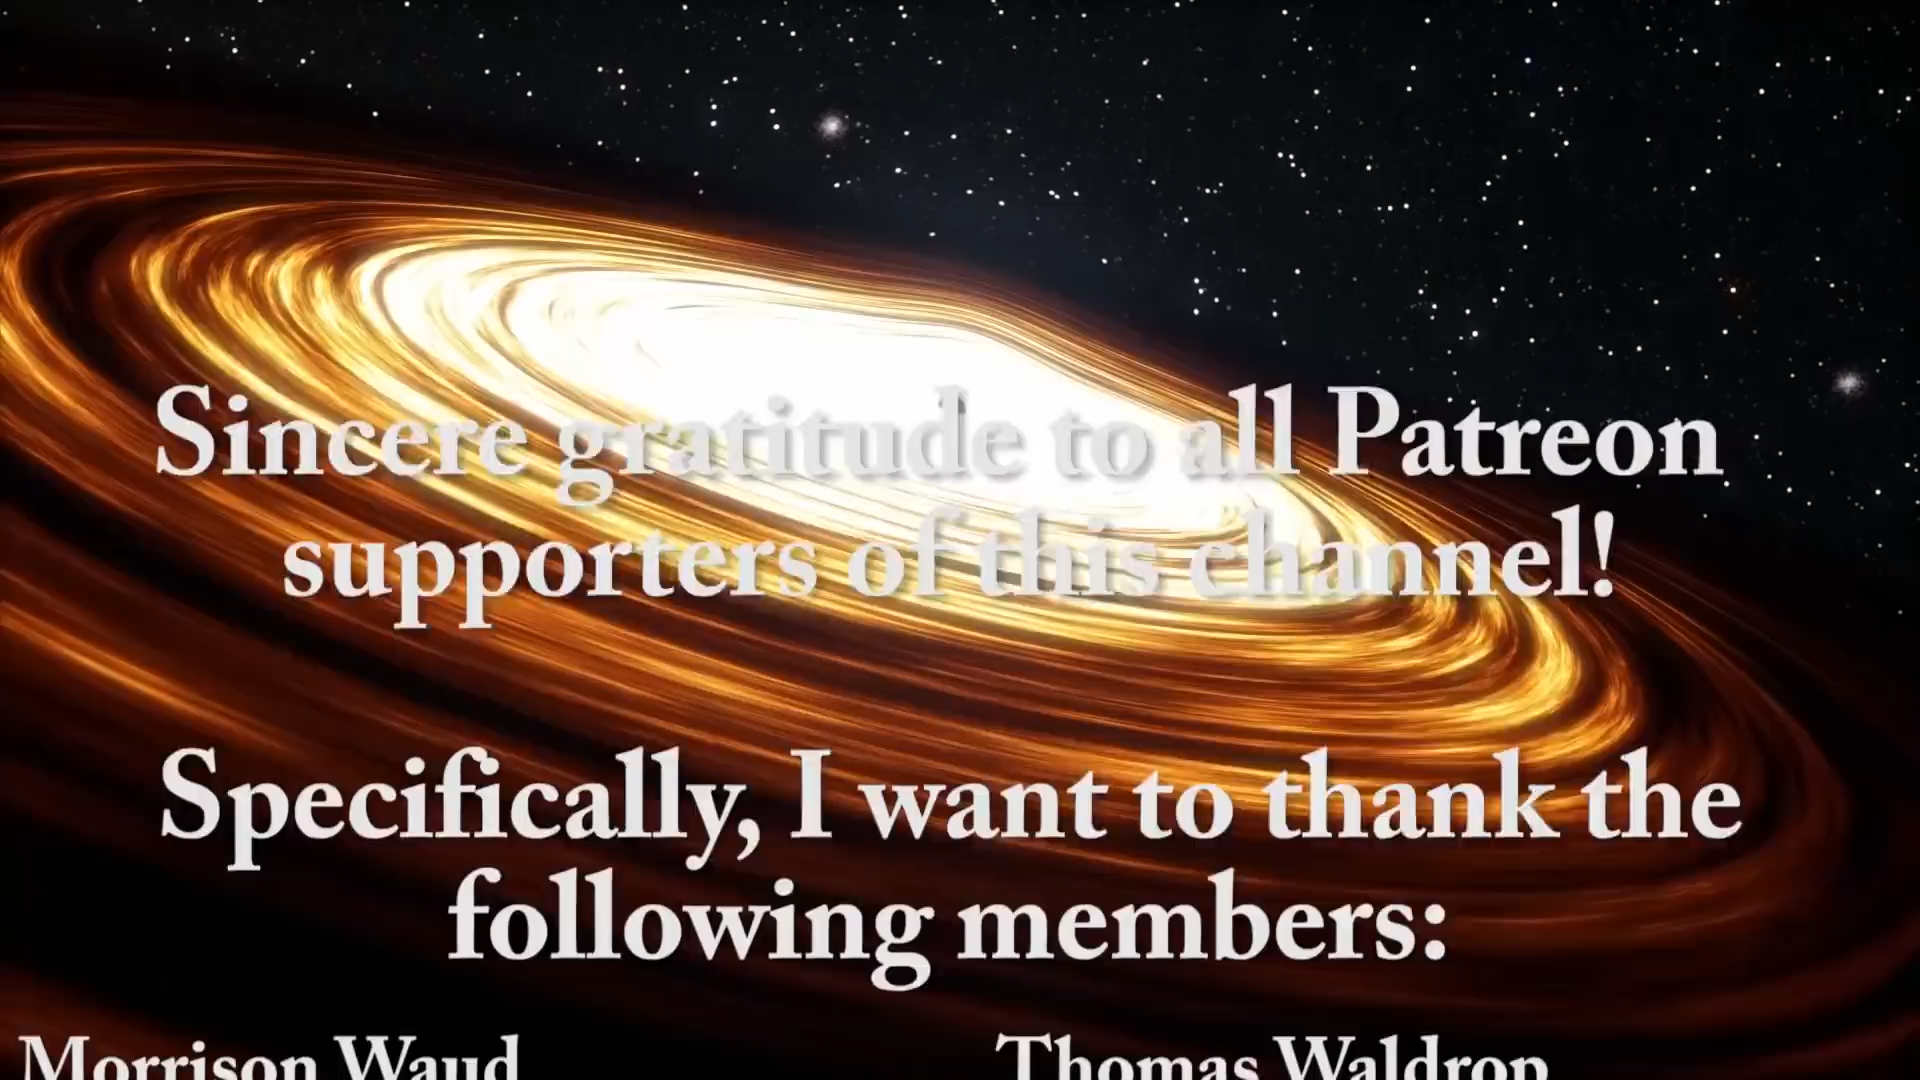 Sincere gratitude to all Patreon
supporters of this channel!
Specifically, I want to thank the
following members:
Morrison Waud
Thomas Waldrop